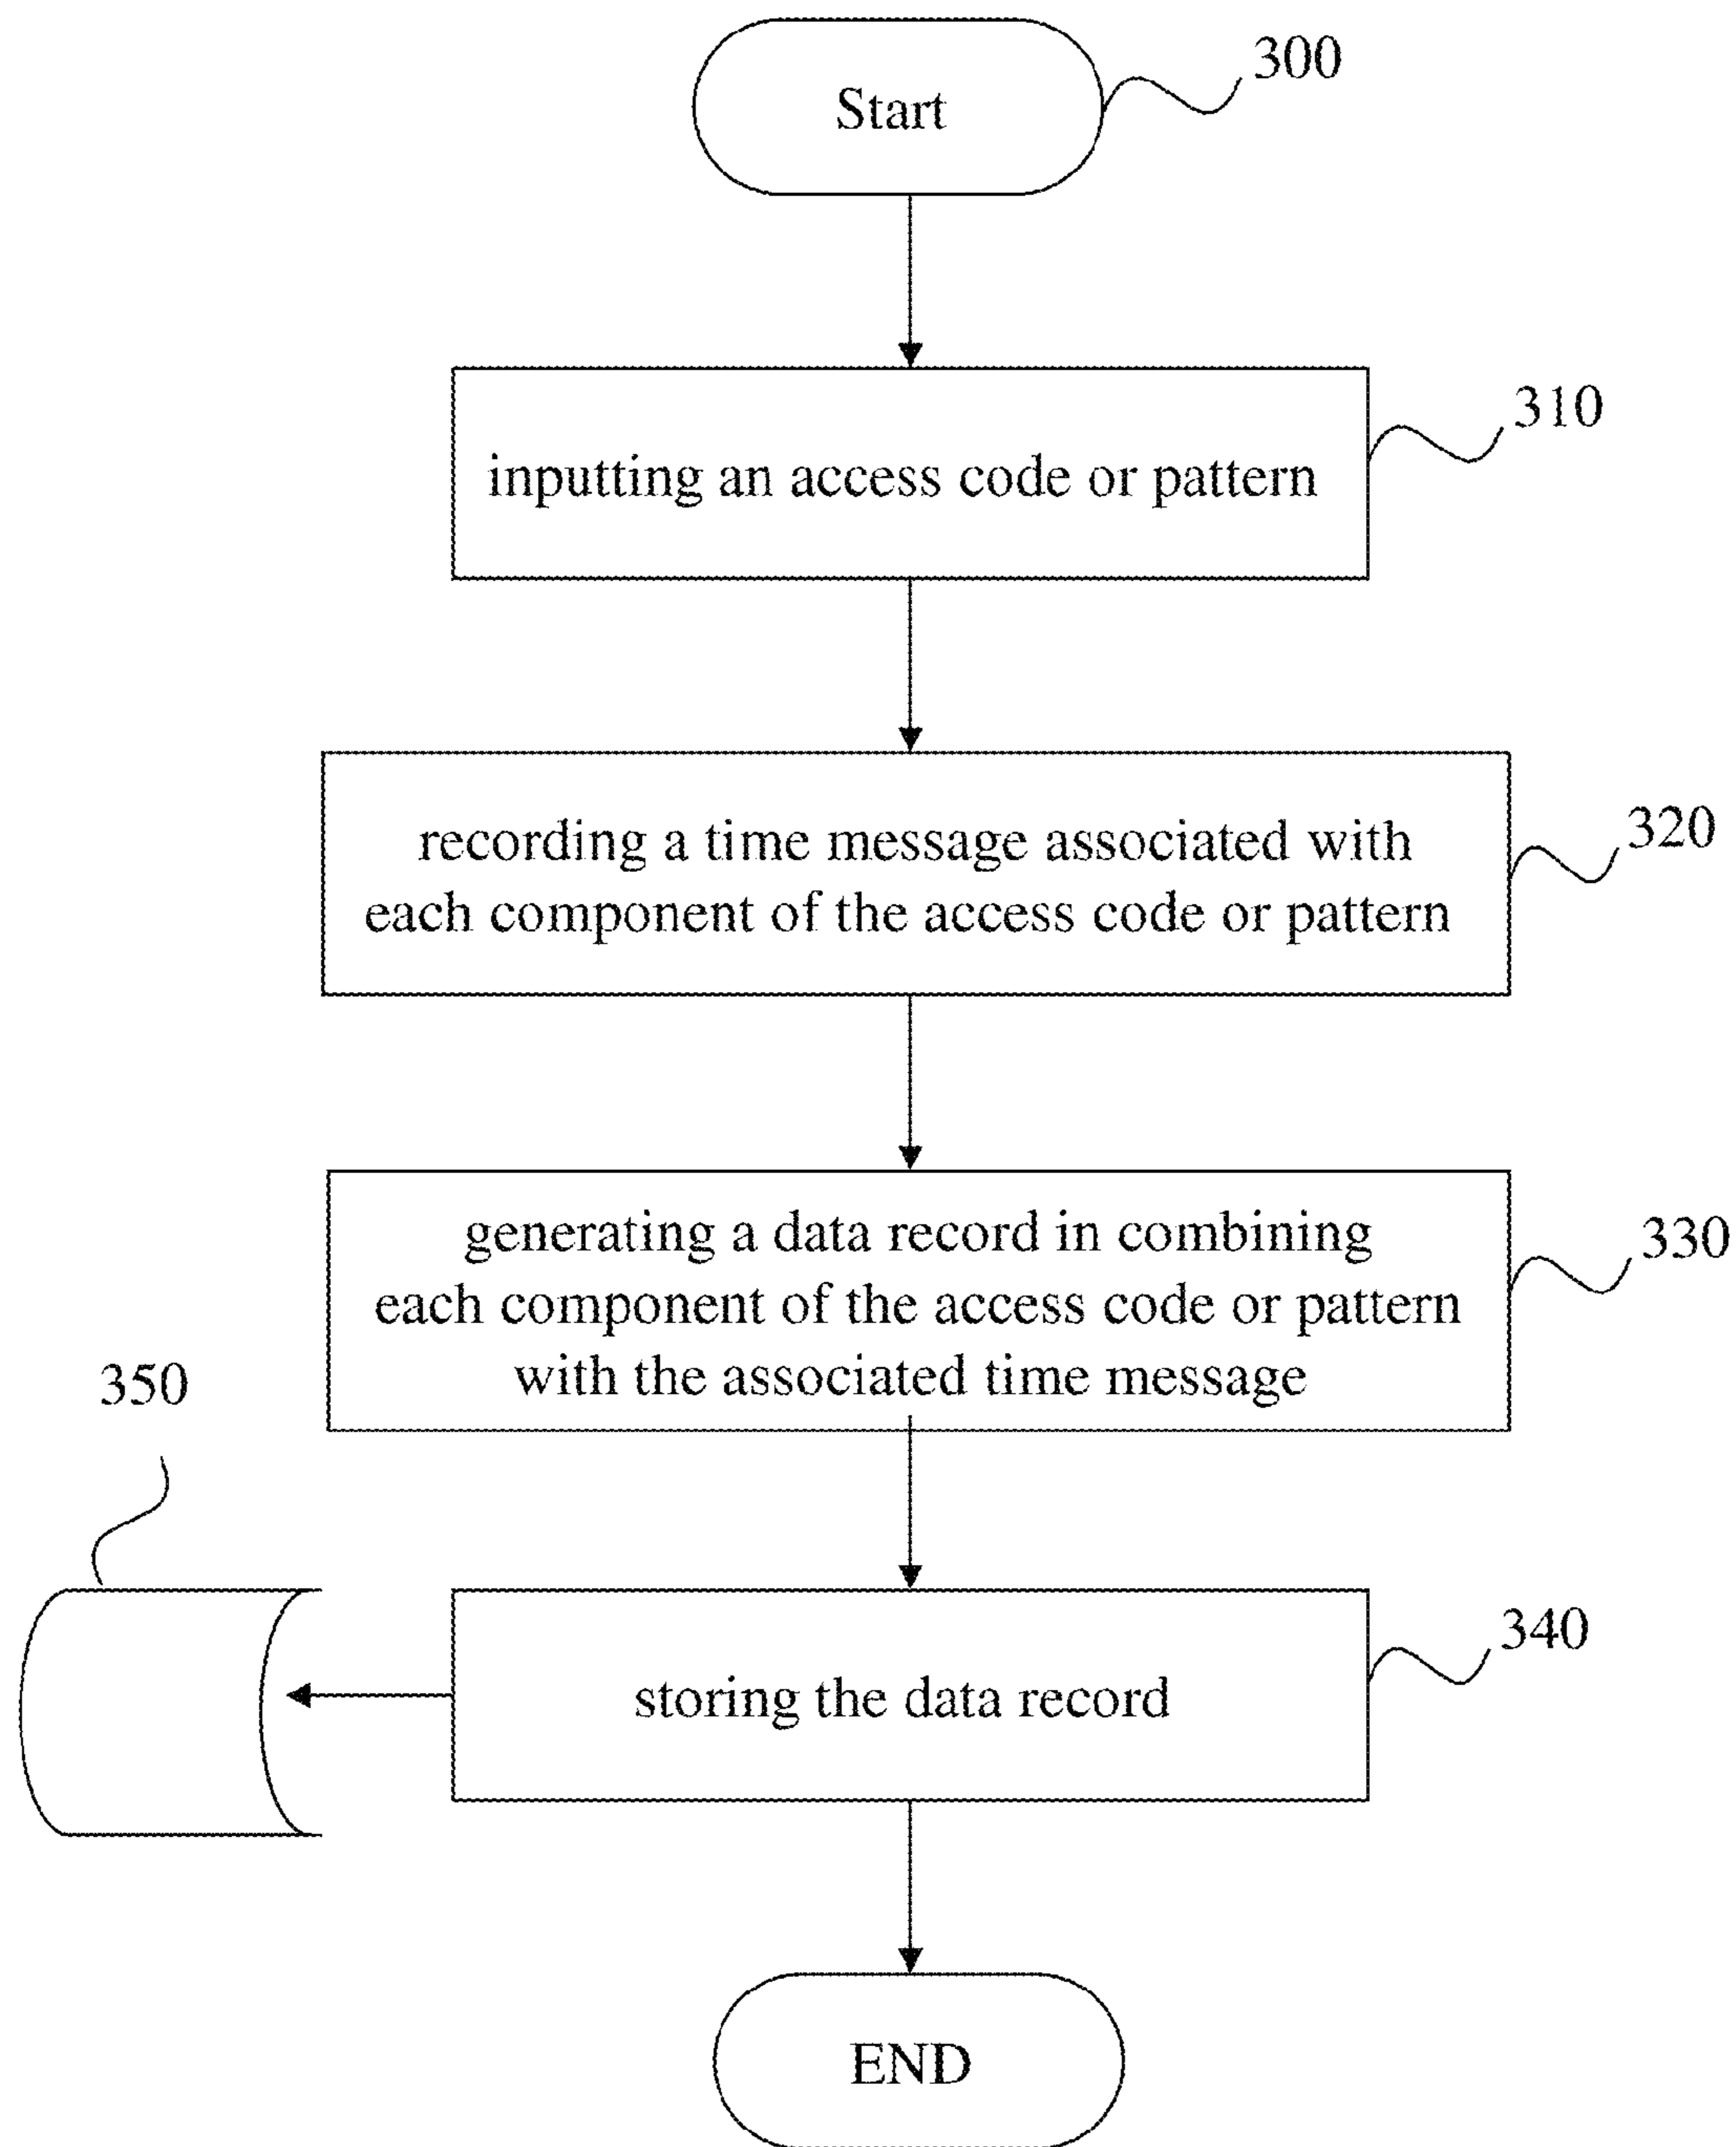 Start
300
inputting an access code or pattern
310
recording a time message associated with
each component of the access code or pattern
320
generating a data record in combining
each component of the access code or pattern
with the associated time message
330
350
storing the data record
340
END